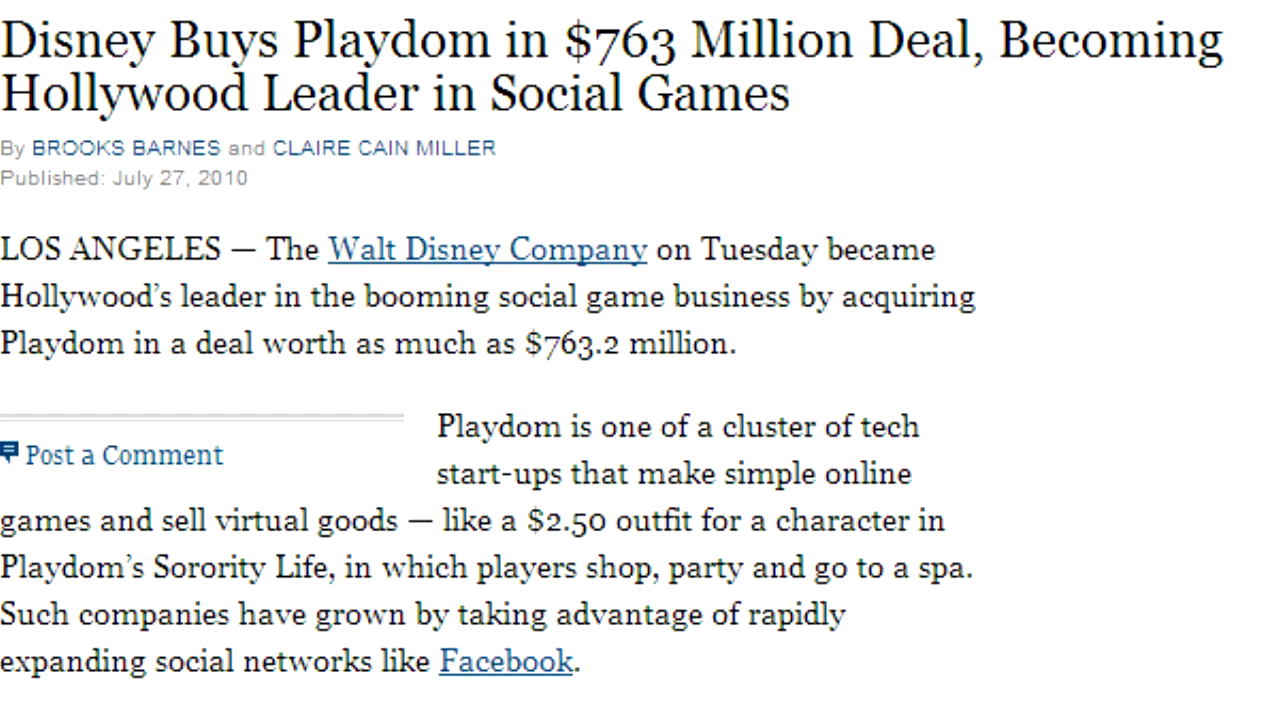 Disney Buys Playdom in $763 Million Deal, Becoming
Hollywood Leader in Social Games
By BROOKS BARNES and CLAIRE CAIN MILLER
Published: July 27, 2010
LOS ANGELES — The Walt Disney Company on Tuesday became
Hollywood’s leader in the booming social game business by acquiring
Playdom in a deal worth as much as $763.2 million.
Post a Comment
Playdom is one of a cluster of tech
start-ups that make simple online
games and sell virtual goods — like a $2.50 outfit for a character in
Playdom’s Sorority Life, in which players shop, party and go to a spa.
Such companies have grown by taking advantage of rapidly
expanding social networks like Facebook.